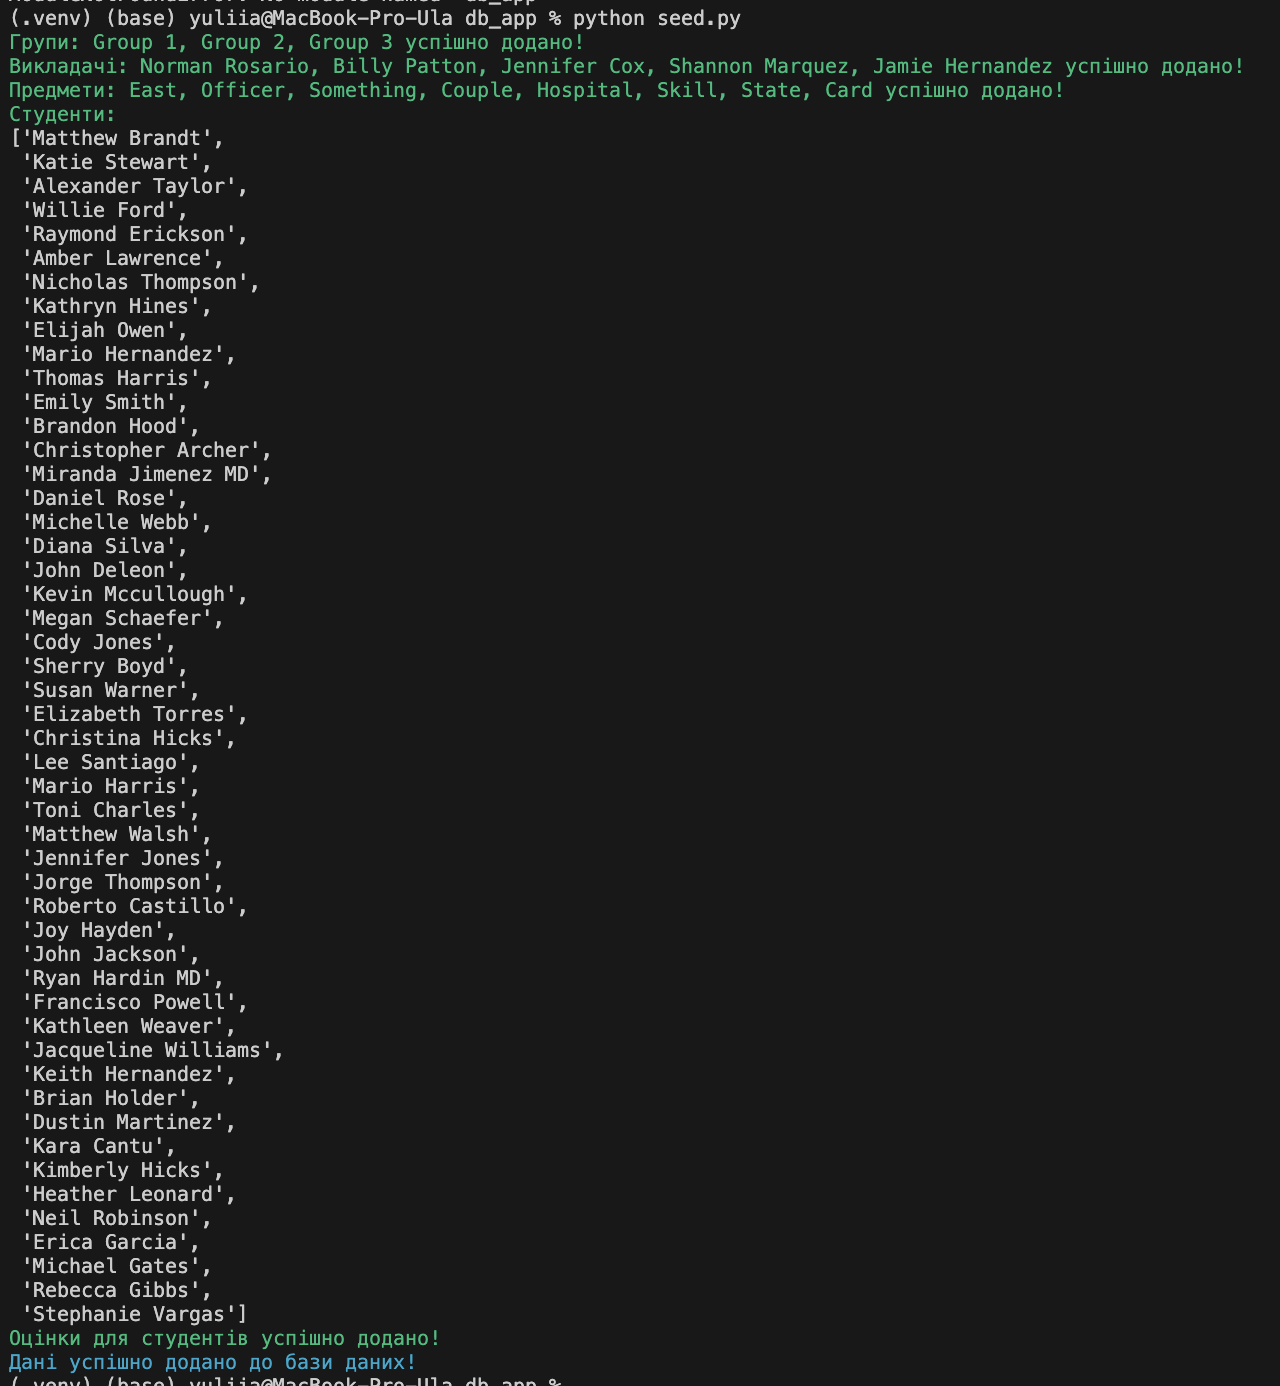 ModuleNotFoundError: No module named 'db_app'
(.venv) (base) yuliia@MacBook-Pro-Ula db_app % python seed.py
Групи: Group 1, Group 2, Group 3 успішно додано!
Викладачі: Norman Rosario, Billy Patton, Jennifer Cox, Shannon Marquez, Jamie Hernandez успішно додано!
Предмети: East, Officer, Something, Couple, Hospital, Skill, State, Card успішно додано!
Студенти:
['Matthew Brandt',
'Katie Stewart',
'Alexander Taylor',
'Willie Ford',
'Raymond Erickson',
'Amber Lawrence',
'Nicholas Thompson',
'Kathryn Hines',
'Elijah Owen',
'Mario Hernandez',
'Thomas Harris',
'Emily Smith',
'Brandon Hood',
'Christopher Archer',
'Miranda Jimenez MD',
'Daniel Rose',
'Michelle Webb',
'Diana Silva',
'John Deleon',
'Kevin Mccullough',
'Megan Schaefer',
'Cody Jones',
'Sherry Boyd',
'Susan Warner',
'Elizabeth Torres',
'Christina Hicks',
'Lee Santiago',
'Mario Harris',
'Toni Charles',
'Matthew Walsh',
'Jennifer Jones',
'Jorge Thompson',
'Roberto Castillo',
'Joy Hayden',
'John Jackson',
'Ryan Hardin MD',
'Francisco Powell',
'Kathleen Weaver',
'Jacqueline Williams',
'Keith Hernandez',
'Brian Holder',
'Dustin Martinez',
'Kara Cantu',
'Kimberly Hicks',
'Heather Leonard',
'Neil Robinson',
'Erica Garcia',
'Michael Gates',
'Rebecca Gibbs',
'Stephanie Vargas']
Оцінки для студентів успішно додано!
Дані успішно додано до бази даних!
(.venv) (base) yuliia@MacBook-Pro-Ula db_app %